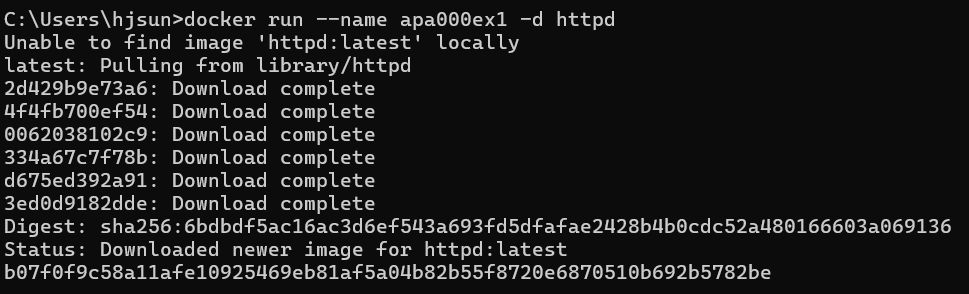 C:\Users\hjsun>docker run --name apa000ex1 -d httpd
Unable to find image 'httpd:latest' locally
latest: Pulling from library/httpd
2d429b9e73a6: Download complete
4f4fb700ef54: Download complete
0062038102c9: Download complete
334a67c7f78b: Download complete
d675ed392a91: Download complete
3ed0d9182dde: Download complete
Digest: sha256:6bdbdf5ac16ac3d6ef543a693fd5dfafae2428b4b0cdc52a480166603a069136
Status: Downloaded newer image for httpd:latest
b07f0f9c58a11afe10925469eb81af5a04b82b55f8720e6870510b692b5782be